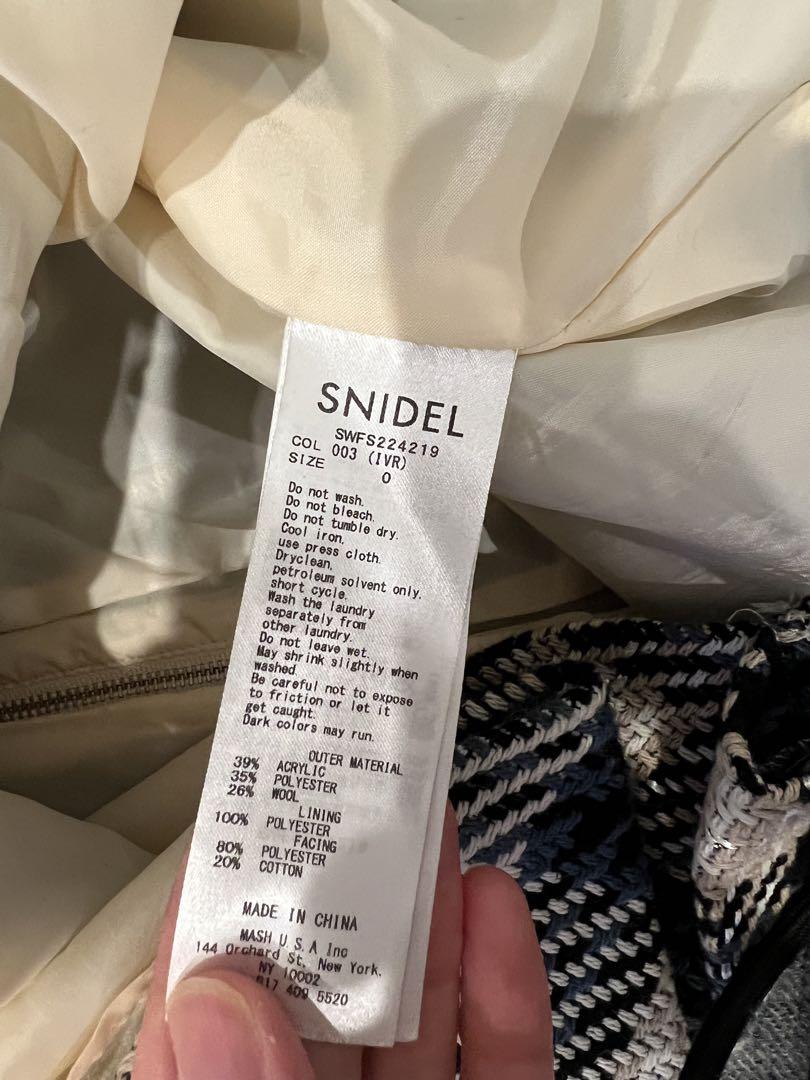 SNIDEL
SWFS224219
COL 003 (IVR)
SIZE 0
Do not wash.
Do not bleach.
Do not tumble dry.
Cool iron.
use press cloth.
Dryclean,
petroleum solvent only.
short cycle.
Wash the laundry
separately from
other laundry.
Do not leave wet.
May shrink slightly when
washed
Be careful not to expose
to friction or let it
get caught.
Dark colors may run.
OUTER MATERIAL
39% ACRYLIC
35% POLYESTER
26% WOOL
LINING
100% POLYESTER
FACING
80% POLYESTER
20% COTTON
MADE IN CHINA
MASH U.S.A Inc
144 Orchard St, New York,
NY 10002
917 409 5520